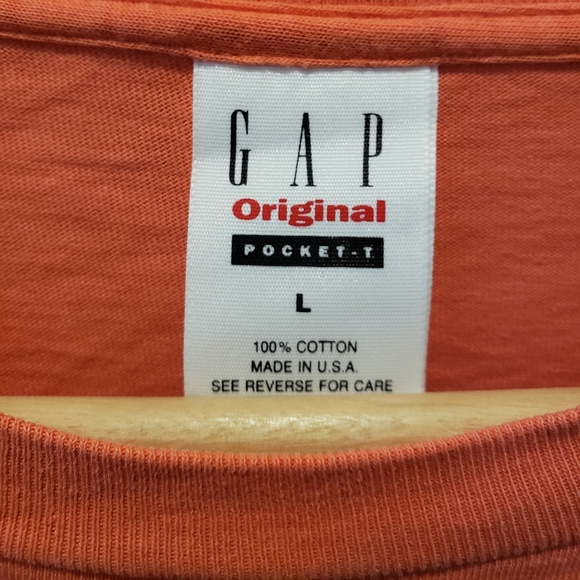 GAP
Original
POCKET-T
L
100% COTTON
MADE IN U.S.A.
SEE REVERSE FOR CARE